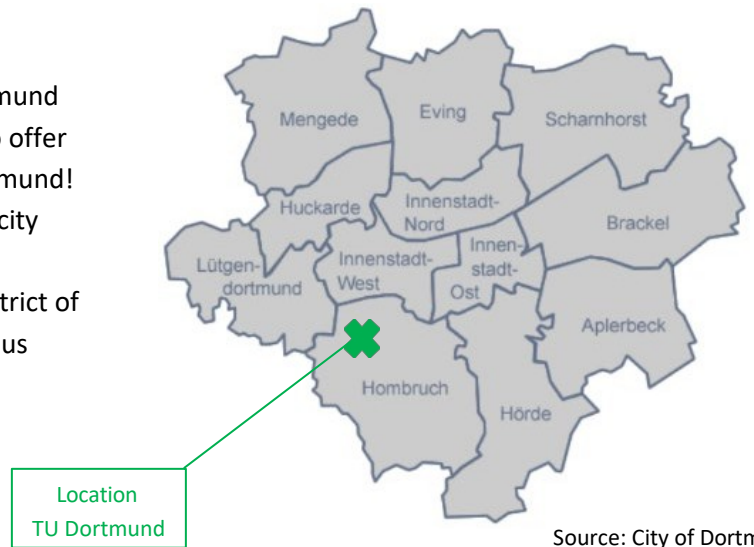 mund
offer
mund!
city
trict of
us
Mengede
Eving
Scharnhorst
Huckarde
Innenstadt-
Nord
Brackel
Lütgen-
dortmund
Innenstadt-
West
Innen-
stadt-
Ost
Aplerbeck
Hombruch
Hörde
Location
TU Dortmund
Source: City of Dortm